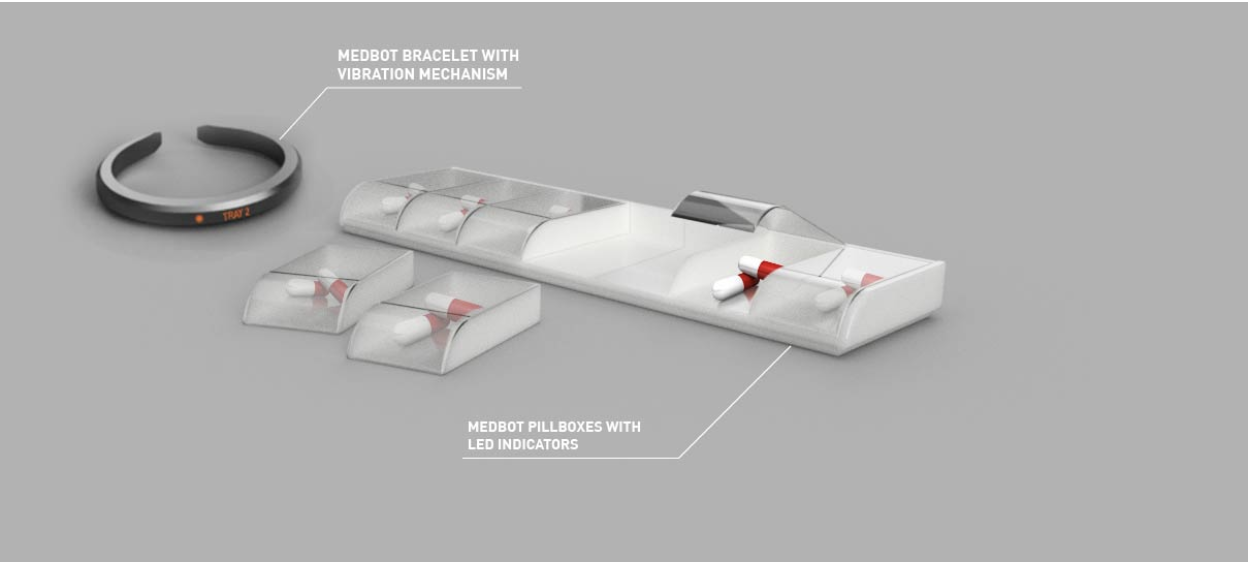 MEDBOT BRACELET WITH
VIBRATION MECHANISM
TRAY 2
MEDBOT PILLBOXES WITH
LED INDICATORS